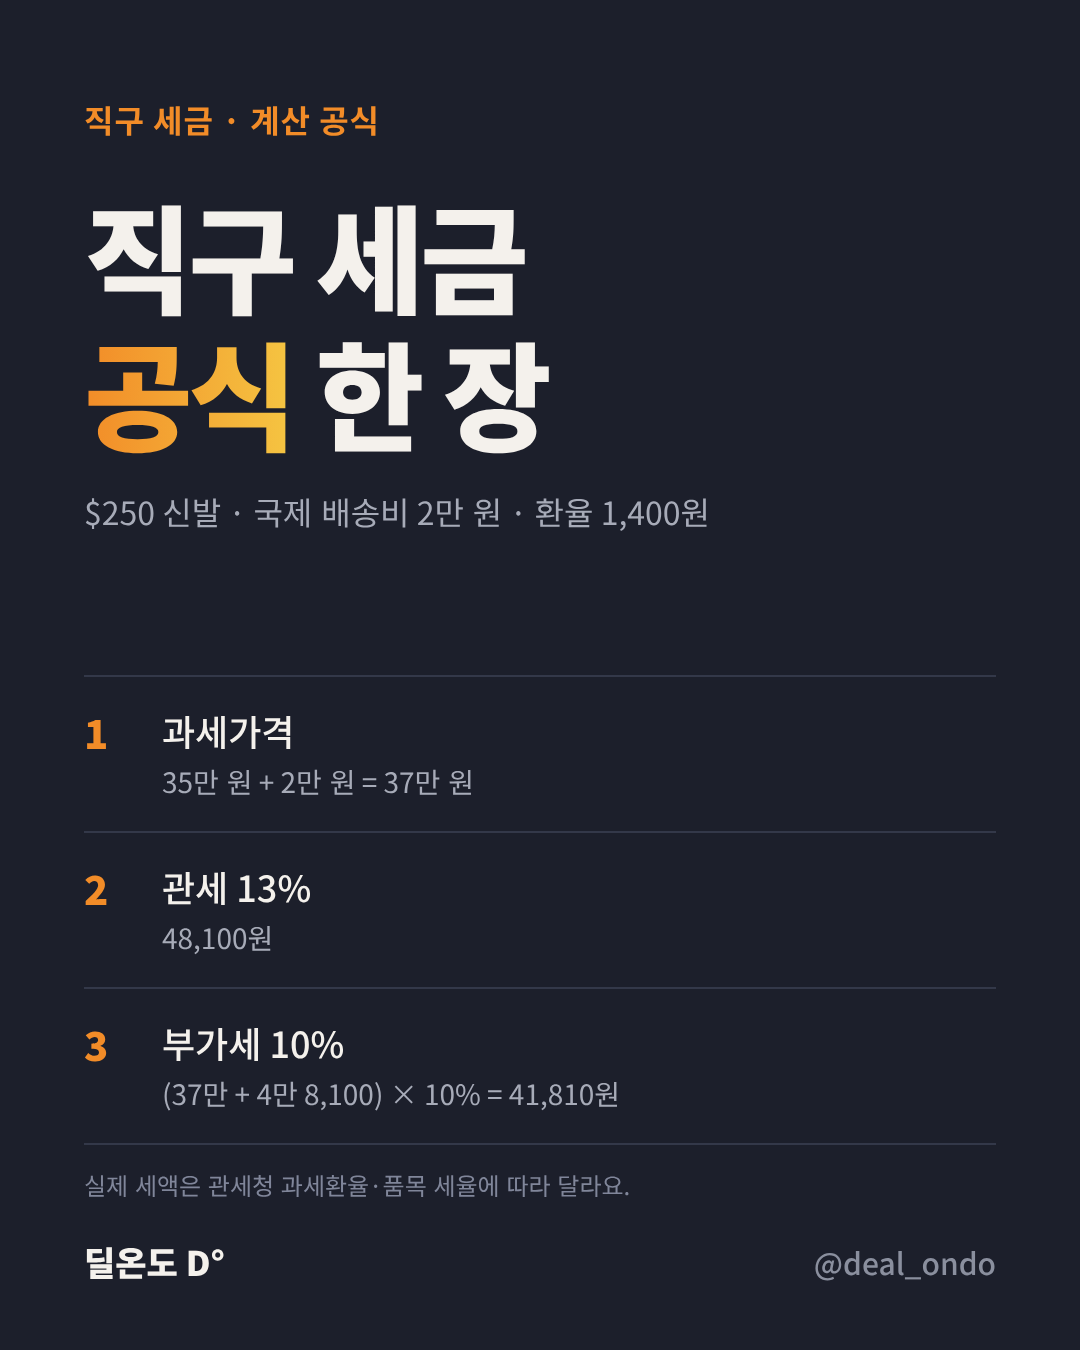 직구 세금 · 계산 공식
직구 세금
공식 한 장
$250 신발 · 국제 배송비 2만 원 · 환율 1,400원
1 과세가격
35만 원 + 2만 원 = 37만 원
2 관세 13%
48,100원
3 부가세 10%
(37만 + 4만 8,100) × 10% = 41,810원
실제 세액은 관세청 과세환율·품목 세율에 따라 달라요.
딜온도 D°
@deal_ondo